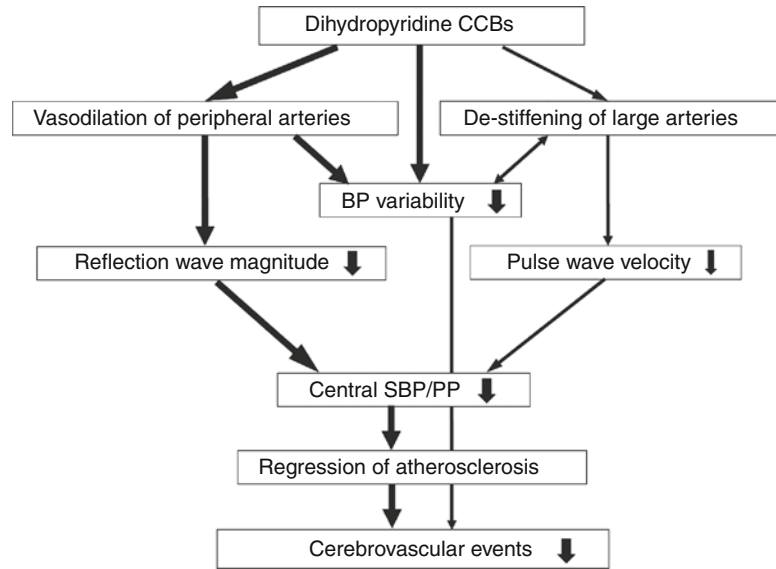 Dihydropyridine CCBs
Vasodilation of peripheral arteries
De-stiffening of large arteries
BP variability
Reflection wave magnitude
Pulse wave velocity
Central SBP/PP
Regression of atherosclerosis
Cerebrovascular events